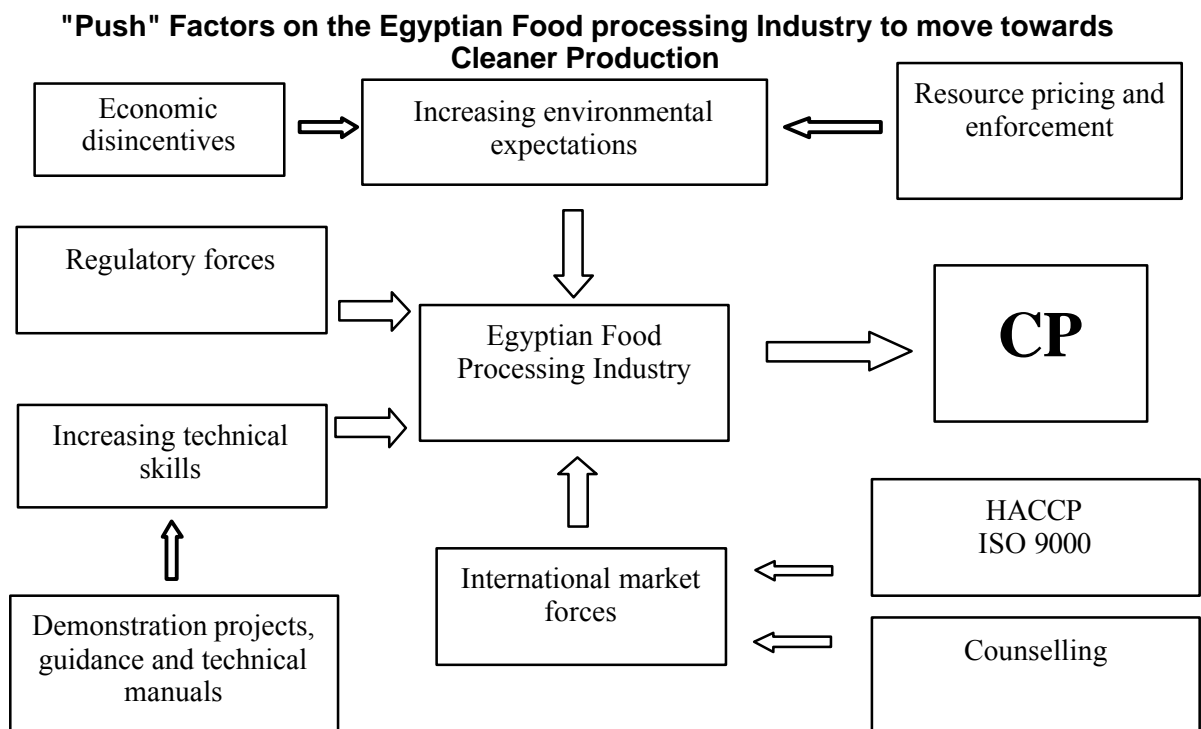 "Push" Factors on the Egyptian Food processing Industry to move towards
Cleaner Production
Economic
disincentives
Increasing environmental
expectations
Resource pricing and
enforcement
Regulatory forces
Egyptian Food
Processing Industry
CP
Increasing technical
skills
HACCP
ISO 9000
International market
forces
Demonstration projects,
guidance and technical
manuals
Counselling